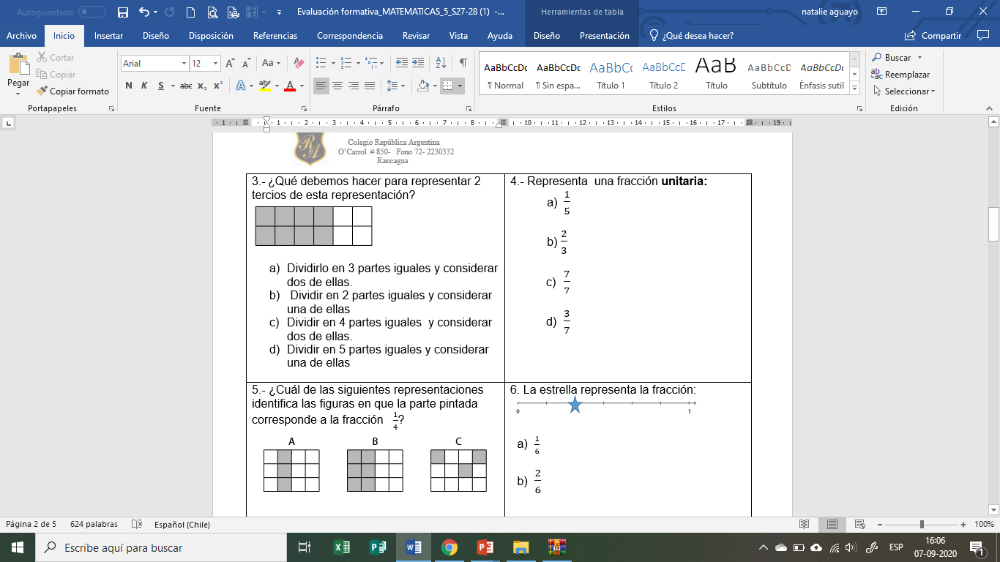 Autoguardado
Evaluación formativa_MATEMATICAS_5_S27-28 (1) -...
Herramientas de tabla
natalie aguayo
Archivo Inicio Insertar Diseño Disposición Referencias Correspondencia Revisar Vista Ayuda Diseño Presentación ¿Qué desea hacer? Compartir
Pegar
Cortar
Copiar
Copiar formato
Portapapeles
Arial 12
Aa
N K S abc x₂ x²
A A
Fuente
Párrafo
AaBbCcDc AaBbCcDc AaBbCc AaBbCcD AaB AaBbCcD AaBbCcDc
¶ Normal ¶ Sin espa... Título 1 Título 2 Título Subtítulo Énfasis sutil
Estilos
Buscar
Reemplazar
Seleccionar
Edición
1 1 2 3 4 5 6 7 8 10 11 12 13 14 15 16 17 18 19
RA
Colegio República Argentina
O'Carrol # 850- Fono 72- 2230332
Rancagua
3.- ¿Qué debemos hacer para representar 2
tercios de esta representación?
a) Dividirlo en 3 partes iguales y considerar
dos de ellas.
b) Dividir en 2 partes iguales y considerar
una de ellas
c) Dividir en 4 partes iguales y considerar
dos de ellas.
d) Dividir en 5 partes iguales y considerar
una de ellas
4.- Representa una fracción unitaria:
a) 1/5
b) 2/3
c) 7/7
d) 3/7
5.- ¿Cuál de las siguientes representaciones
identifica las figuras en que la parte pintada
corresponde a la fracción 1/4?
A B C
6. La estrella representa la fracción:
0 1
a) 1/6
b) 2/6
Página 2 de 5 624 palabras Español (Chile) 100%
Escribe aquí para buscar
ESP
16:06
07-09-2020
1